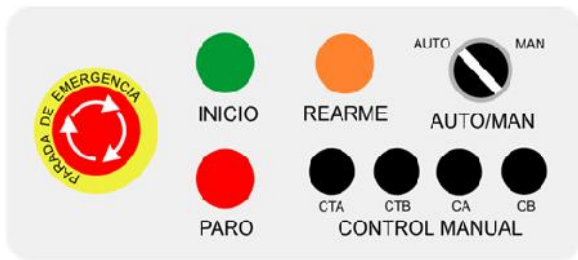 PARADA DE EMERGENCIA
INICIO
REARME
AUTO MAN
AUTO/MAN
PARO
CTA CTB CA CB
CONTROL MANUAL